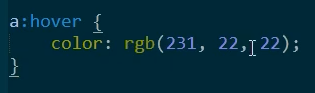 a:hover {
    color: rgb(231, 22, 22);
}